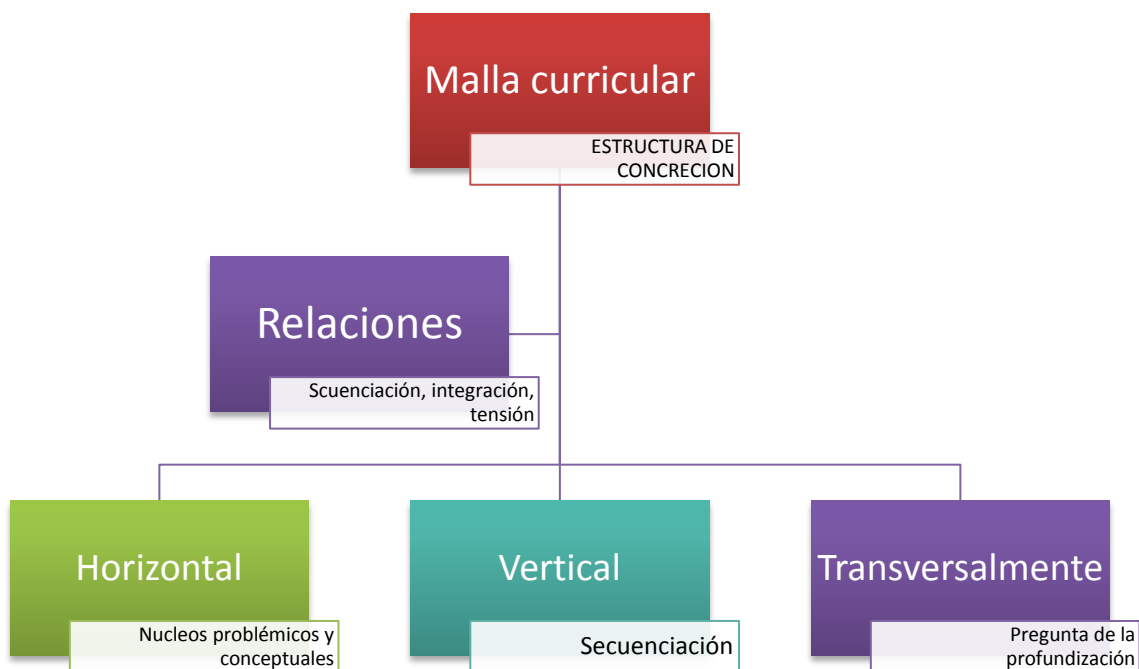 Malla curricular
ESTRUCTURA DE
CONCRECION
Relaciones
Scuenciación, integración,
tensión
Horizontal
Nucleos problémicos y
conceptuales
Vertical
Secuenciación
Transversalmente
Pregunta de la
profundización